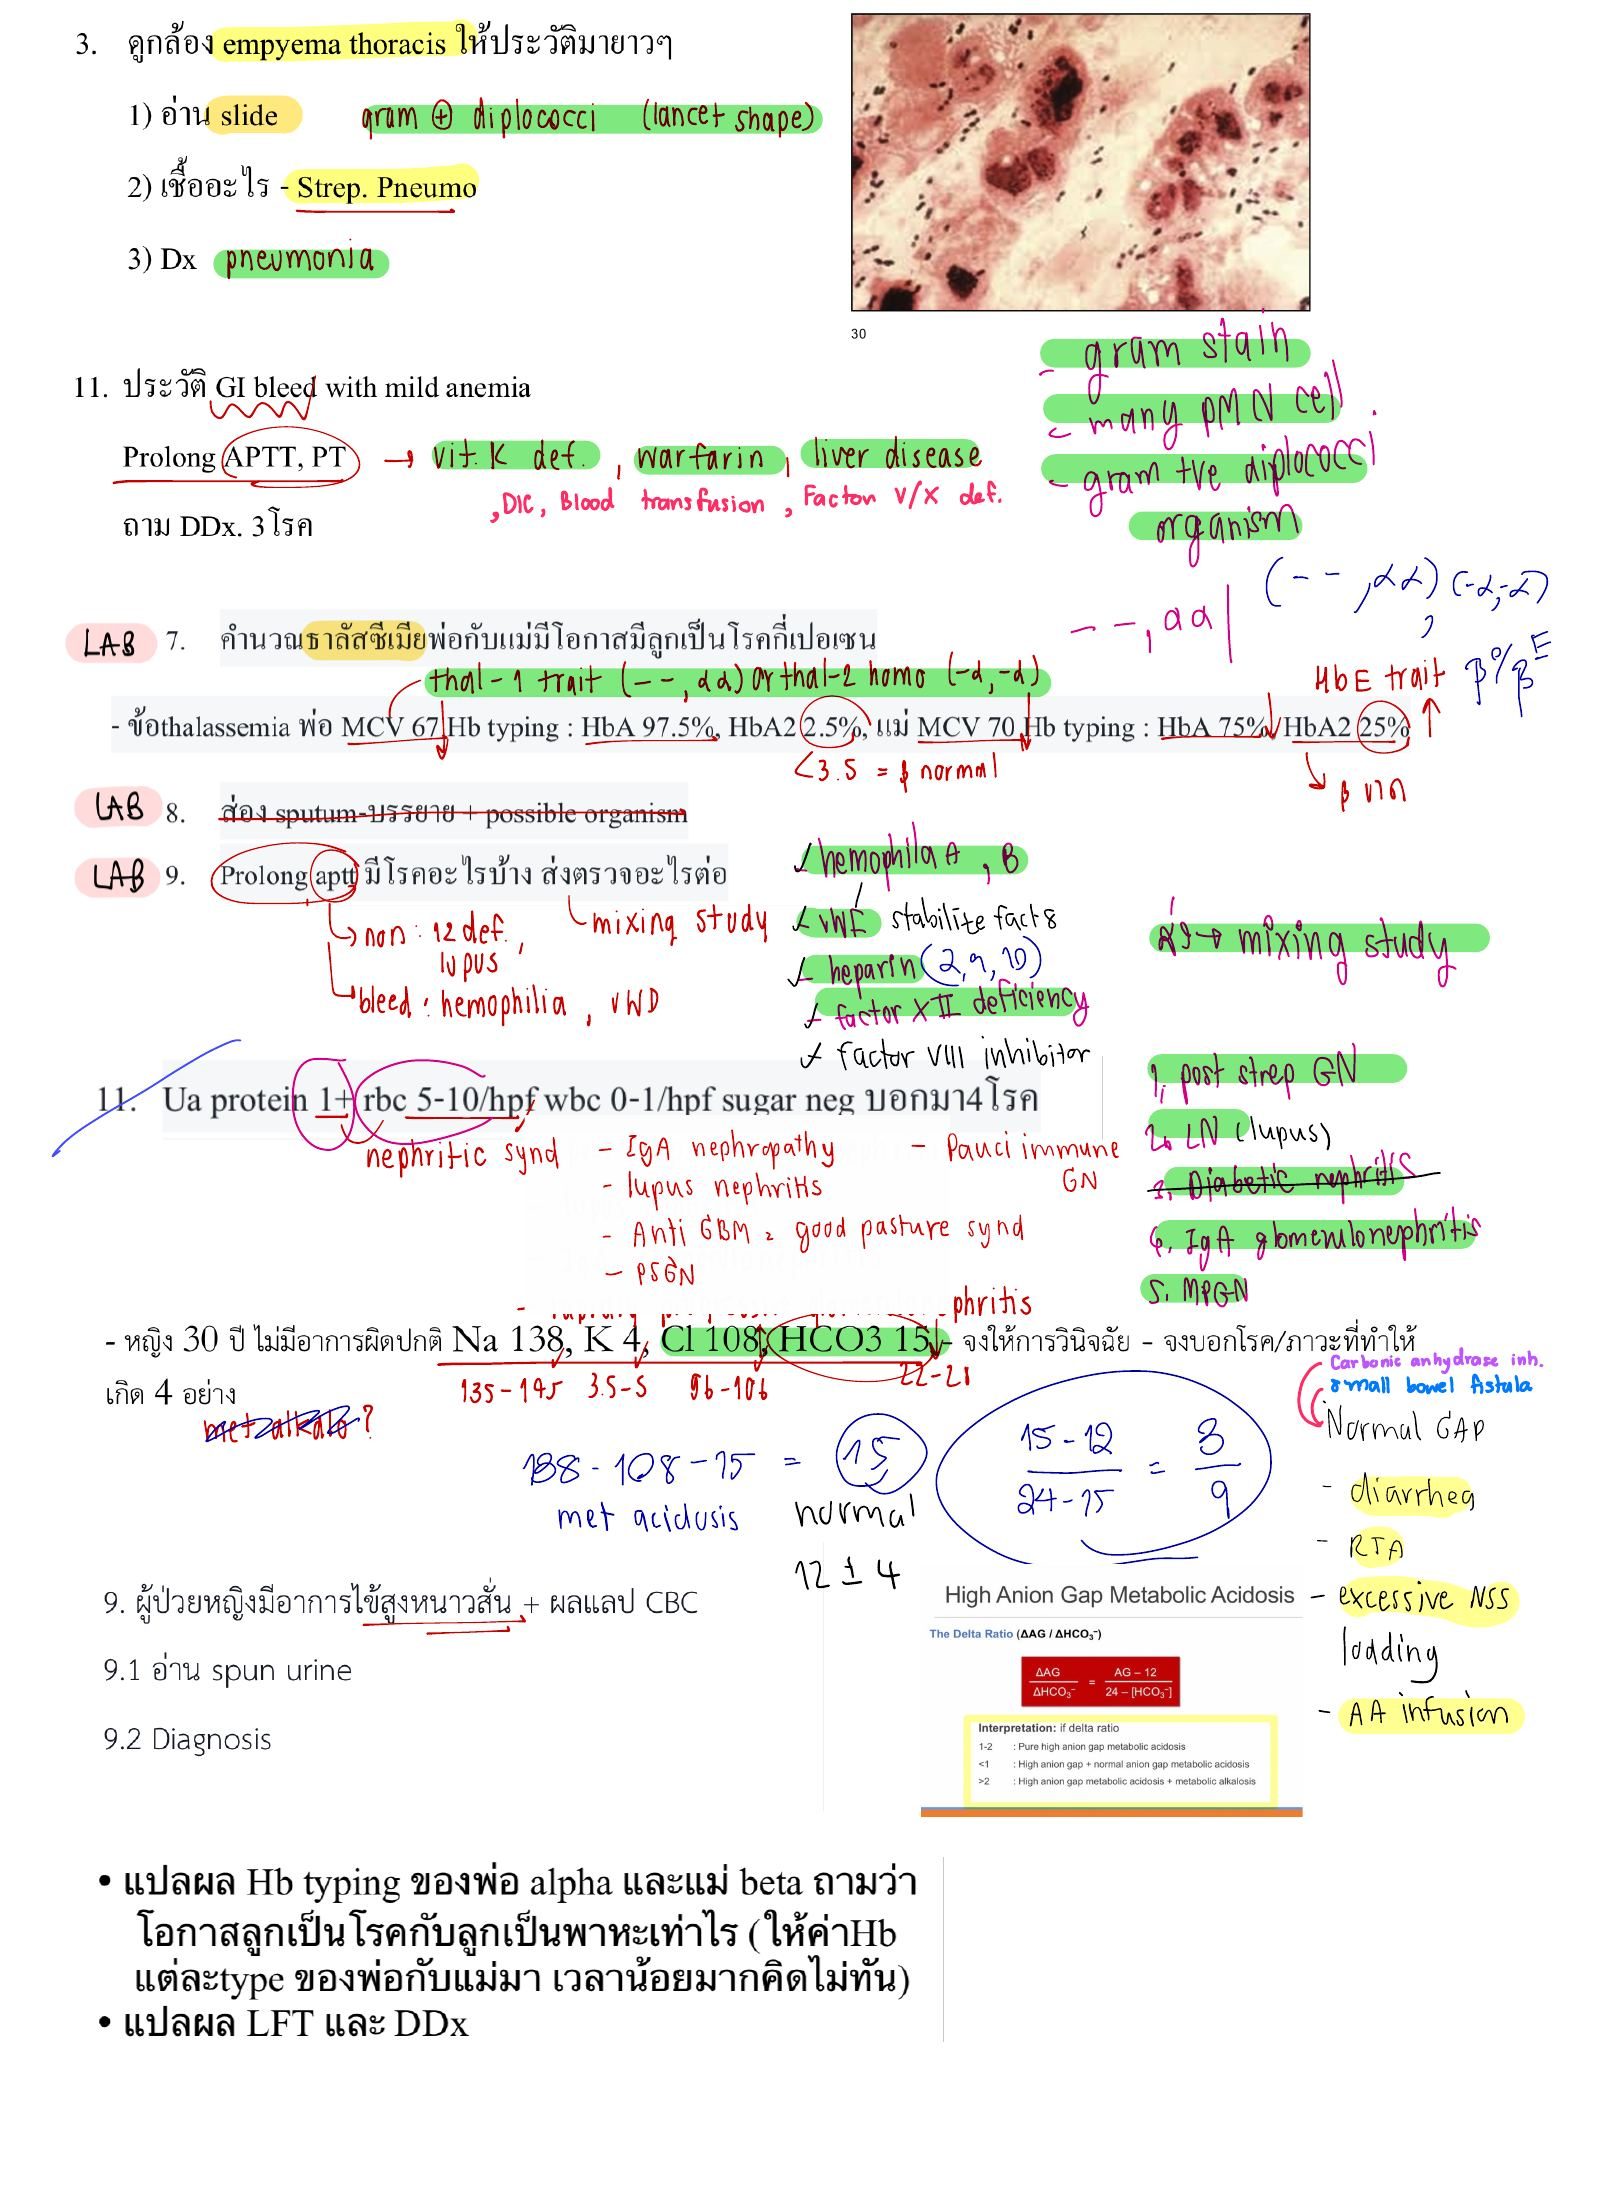 3. ดูกล้อง empyema thoracis ให้ประวัติมายาวๆ
1) อ่าน slide gram ⊕ diplococci (lancet shape)
2) เชื้ออะไร - Strep. Pneumo
3) Dx pneumonia
30
- gram stain
- many PMN cell
- gram +ve diplococci
organism
11. ประวัติ GI bleed with mild anemia
Prolong APTT, PT → vit. K def. , warfarin , liver disease
, DIC, Blood transfusion , Factor V/X def.
ถาม DDx. 3โรค
(- - , αα) (-α,-α)
- - , αα
LAB 7. คำนวณธาลัสซีเมียพ่อกับแม่มีโอกาสมีลูกเป็นโรคกี่เปอเซน
thal-1 trait (- -, αα) or thal-2 homo (-α,-α)
HbE trait β⁰/β^E
- ข้อthalassemia พ่อ MCV 67 Hb typing : HbA 97.5%, HbA2 2.5%, แม่ MCV 70 Hb typing : HbA 75% HbA2 25% ↑
<3.5 = β normal
↳ β ขาด
LAB 8. ส่อง sputum-บรรยาย + possible organism
LAB 9. Prolong aptt มีโรคอะไรบ้าง ส่งตรวจอะไรต่อ
mixing study
→ non : 12 def. ,
lupus
→ bleed : hemophilia , vWD
✓ hemophila A , B
✓ vWF stabilite fact 8
✓ heparin (2, 9, 10)
✓ factor XII deficiency
✓ factor VIII inhibitor
ส่ง → mixing study
11. Ua protein 1+ rbc 5-10/hpf wbc 0-1/hpf sugar neg บอกมา4โรค
nephritic synd
- IgA nephropathy
- Pauci immune
GN
- lupus nephritis
- Anti GBM = good pasture synd
- PSGN
phritis
1. post strep GN
2. LN (lupus)
3. Diabetic nephritis
4. IgA glomerulonephritis
5. MPGN
- หญิง 30 ปี ไม่มีอาการผิดปกติ Na 138, K 4, Cl 108, HCO3 15 - จงให้การวินิจฉัย - จงบอกโรค/ภาวะที่ทำให้
135-145 3.5-5 96-106 22-28
เกิด 4 อย่าง
met alkalo ?
138 - 108 - 15 = 15
met acidosis normal
12 ± 4
15 - 12 / 24 - 15 = 3 / 9
Carbonic anhydrase inh.
small bowel fistula
Normal GAP
- diarrhea
- RTA
- excessive NSS
loading
- AA infusion
9. ผู้ป่วยหญิงมีอาการไข้สูงหนาวสั่น + ผลแลป CBC
9.1 อ่าน spun urine
9.2 Diagnosis
High Anion Gap Metabolic Acidosis
The Delta Ratio (ΔAG / ΔHCO₃⁻)
ΔAG / ΔHCO₃⁻ = AG – 12 / 24 – [HCO₃⁻]
Interpretation: if delta ratio
1-2 : Pure high anion gap metabolic acidosis
<1 : High anion gap + normal anion gap metabolic acidosis
>2 : High anion gap metabolic acidosis + metabolic alkalosis
• แปลผล Hb typing ของพ่อ alpha และแม่ beta ถามว่า
โอกาสลูกเป็นโรคกับลูกเป็นพาหะเท่าไร (ให้ค่าHb
แต่ละtype ของพ่อกับแม่มา เวลาน้อยมากคิดไม่ทัน)
• แปลผล LFT และ DDx